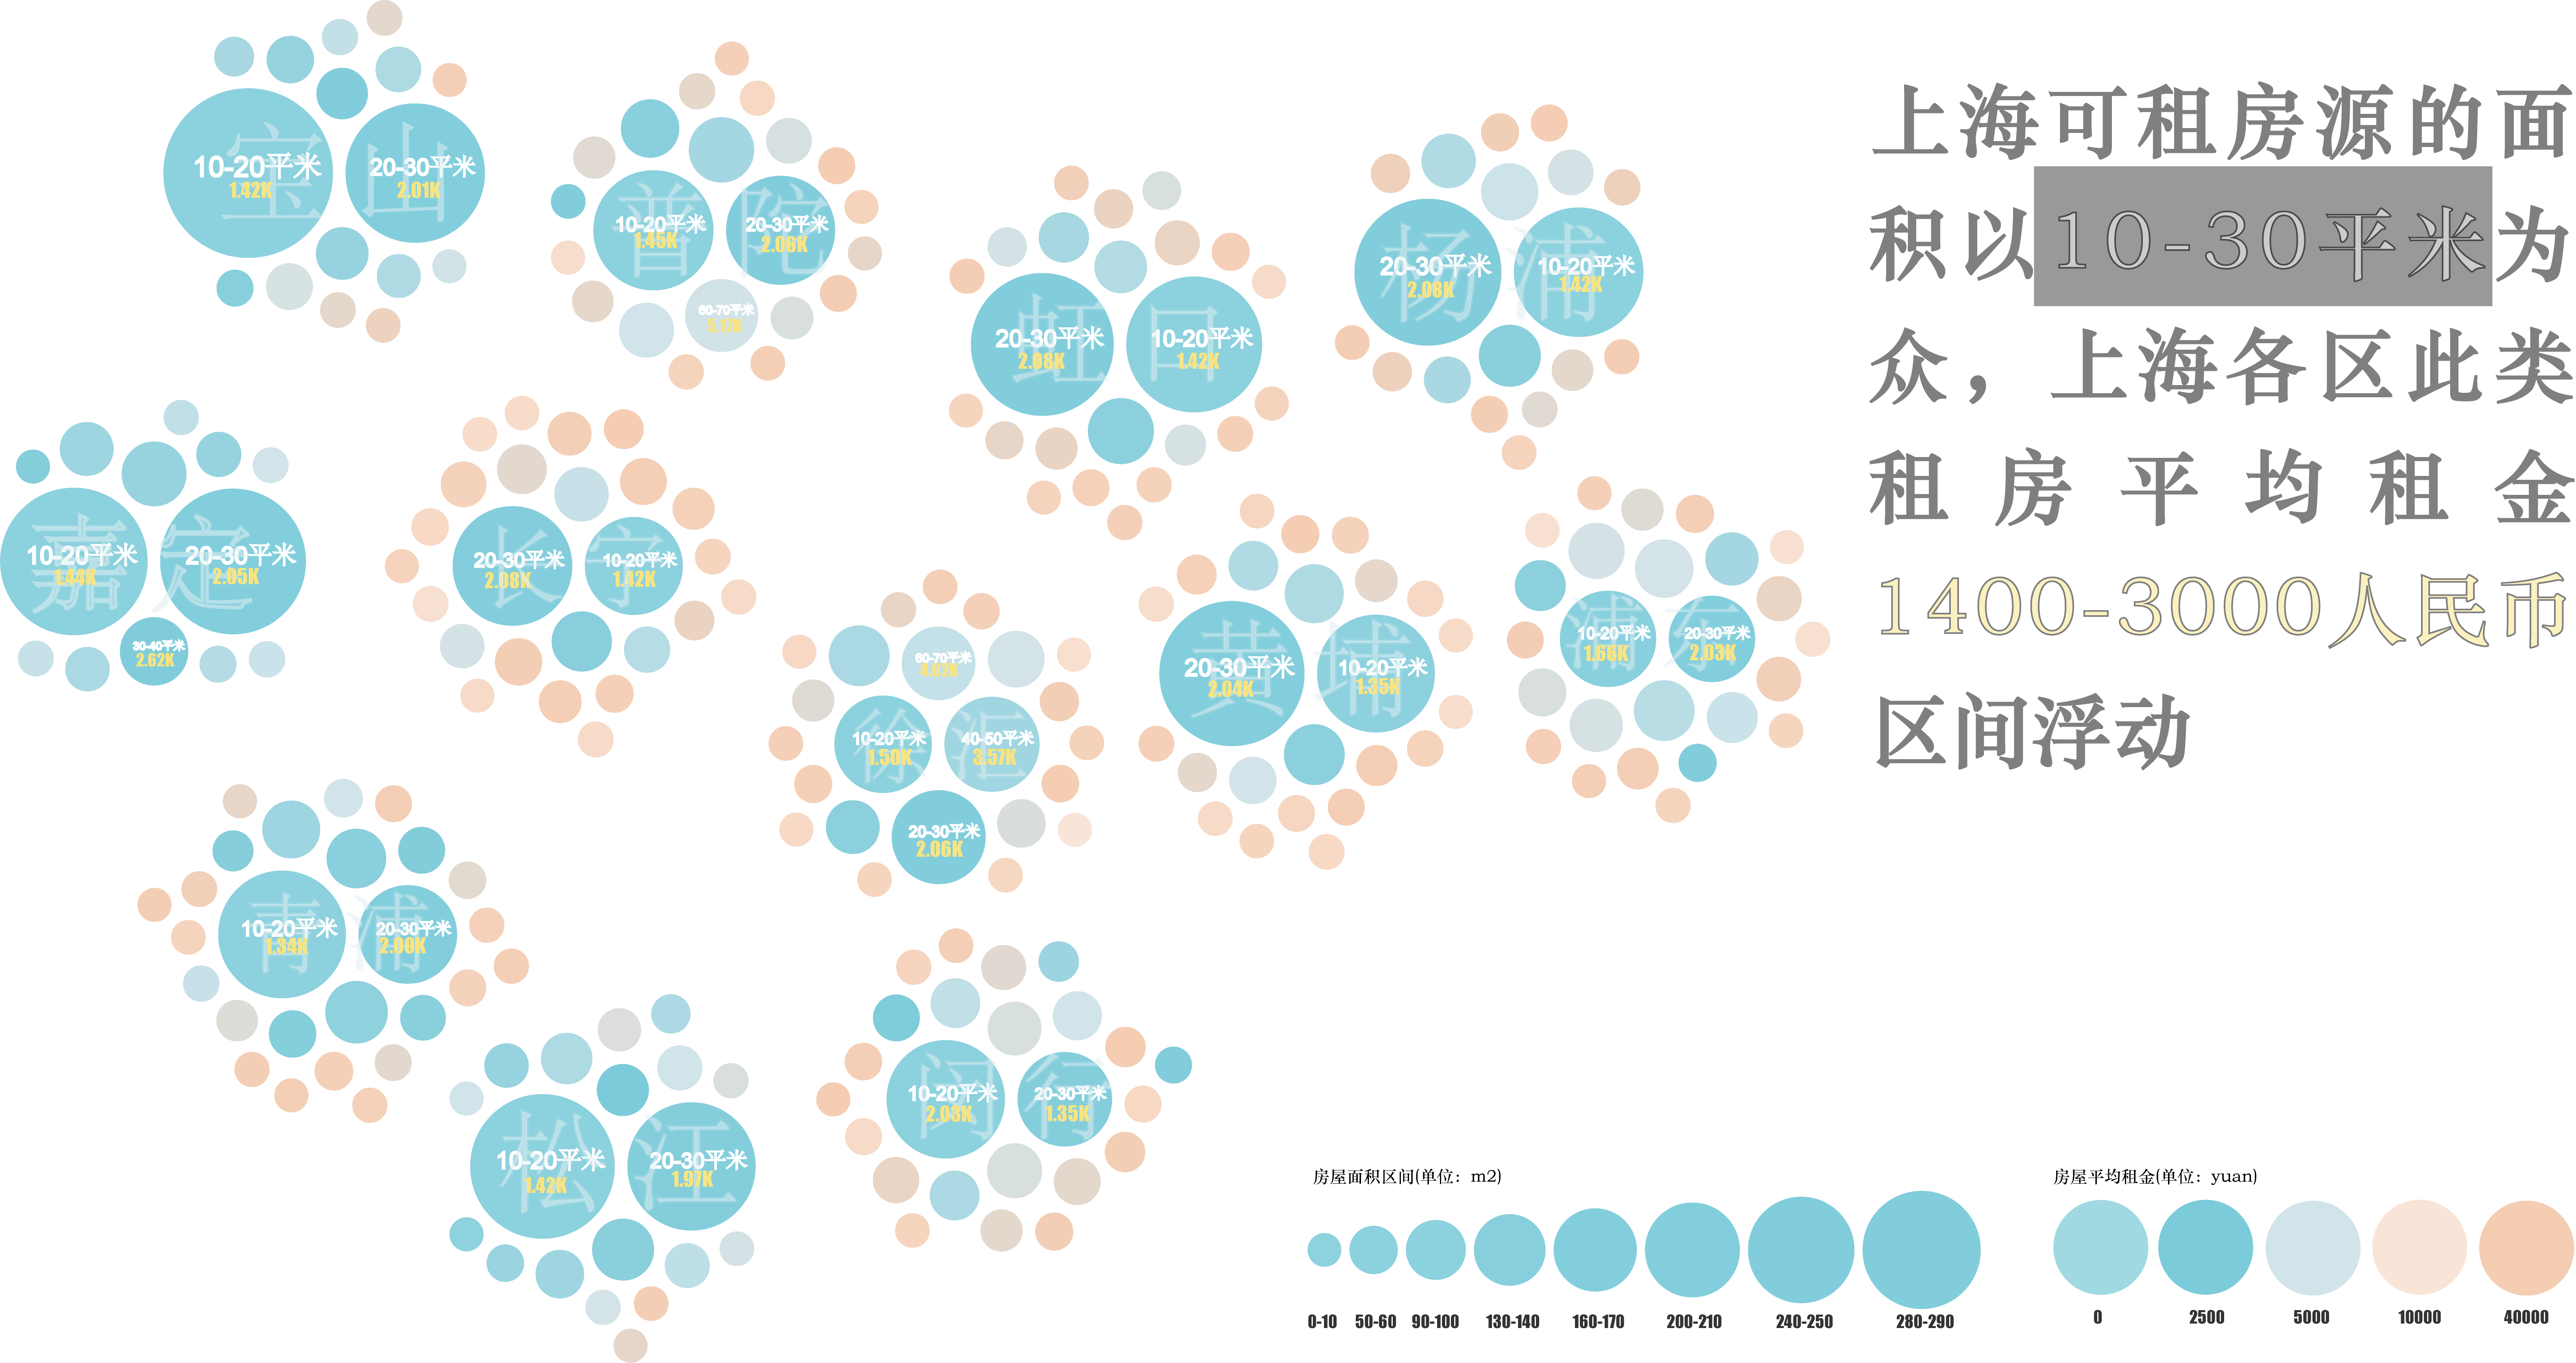 上海可租房源的面
积以10-30平米为
众，上海各区此类
租房平均租金
1400-3000人民币
区间浮动
宝山
10-20平米
1.42K
20-30平米
2.01K
普陀
10-20平米
1.45K
20-30平米
2.06K
60-70平米
虹口
20-30平米
2.08K
10-20平米
1.42K
杨浦
20-30平米
2.08K
10-20平米
1.42K
嘉定
10-20平米
1.44K
20-30平米
2.05K
30-40平米
2.62K
长宁
20-30平米
2.08K
10-20平米
1.42K
徐汇
60-70平米
10-20平米
1.50K
40-50平米
3.57K
20-30平米
2.06K
黄埔
20-30平米
2.04K
10-20平米
1.35K
浦东
10-20平米
1.66K
20-30平米
2.03K
青浦
10-20平米
1.34K
20-30平米
2.00K
松江
10-20平米
1.42K
20-30平米
1.97K
闵行
10-20平米
2.03K
20-30平米
1.35K
房屋面积区间(单位：m2)
0-10 50-60 90-100 130-140 160-170 200-210 240-250 280-290
房屋平均租金(单位：yuan)
0 2500 5000 10000 40000